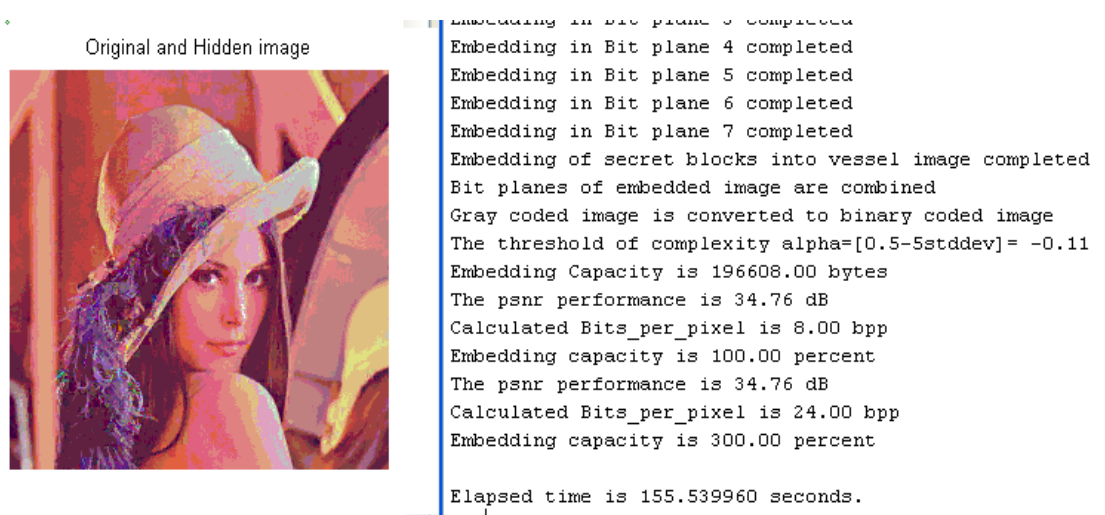 Original and Hidden image
Embedding in Bit plane 4 completed
Embedding in Bit plane 5 completed
Embedding in Bit plane 6 completed
Embedding in Bit plane 7 completed
Embedding of secret blocks into vessel image completed
Bit planes of embedded image are combined
Gray coded image is converted to binary coded image
The threshold of complexity alpha=[0.5-5stddev]= -0.11
Embedding Capacity is 196608.00 bytes
The psnr performance is 34.76 dB
Calculated Bits_per_pixel is 8.00 bpp
Embedding capacity is 100.00 percent
The psnr performance is 34.76 dB
Calculated Bits_per_pixel is 24.00 bpp
Embedding capacity is 300.00 percent
Elapsed time is 155.539960 seconds.